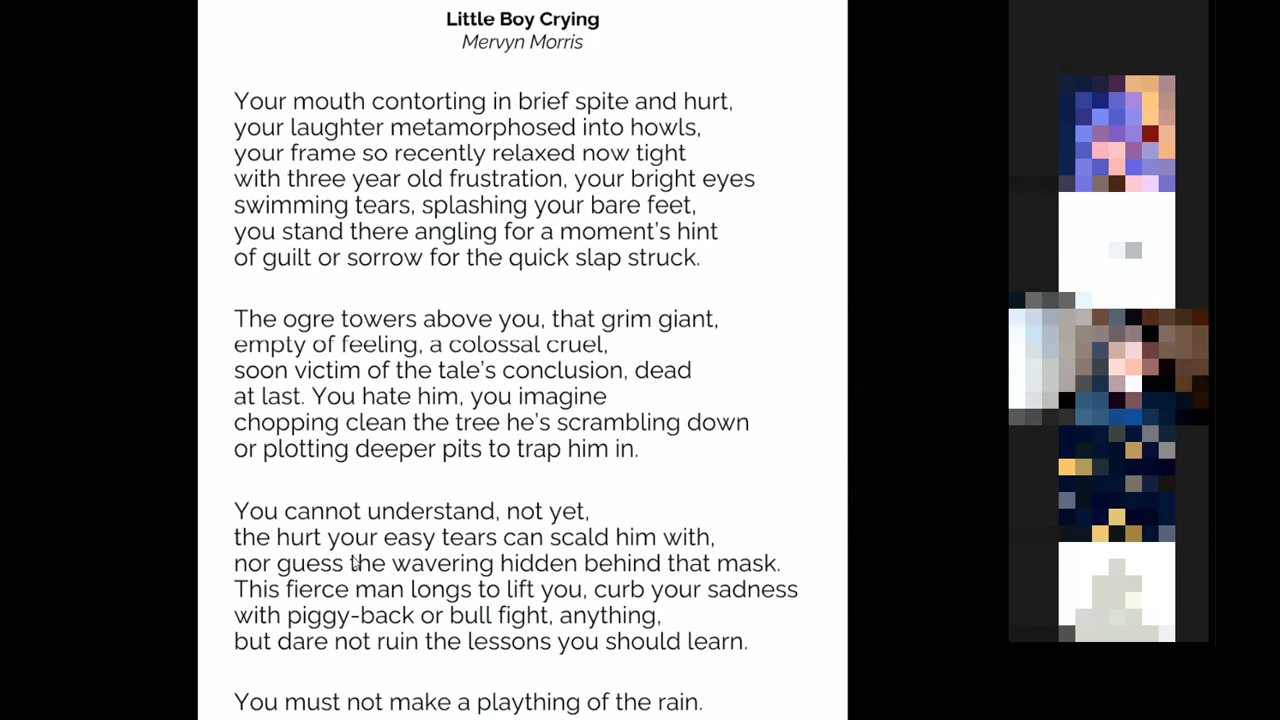 Little Boy Crying
Mervyn Morris
Your mouth contorting in brief spite and hurt,
your laughter metamorphosed into howls,
your frame so recently relaxed now tight
with three year old frustration, your bright eyes
swimming tears, splashing your bare feet,
you stand there angling for a moment's hint
of guilt or sorrow for the quick slap struck.
The ogre towers above you, that grim giant,
empty of feeling, a colossal cruel,
soon victim of the tale's conclusion, dead
at last. You hate him, you imagine
chopping clean the tree he's scrambling down
or plotting deeper pits to trap him in.
You cannot understand, not yet,
the hurt your easy tears can scald him with,
nor guess the wavering hidden behind that mask.
This fierce man longs to lift you, curb your sadness
with piggy-back or bull fight, anything,
but dare not ruin the lessons you should learn.
You must not make a plaything of the rain.